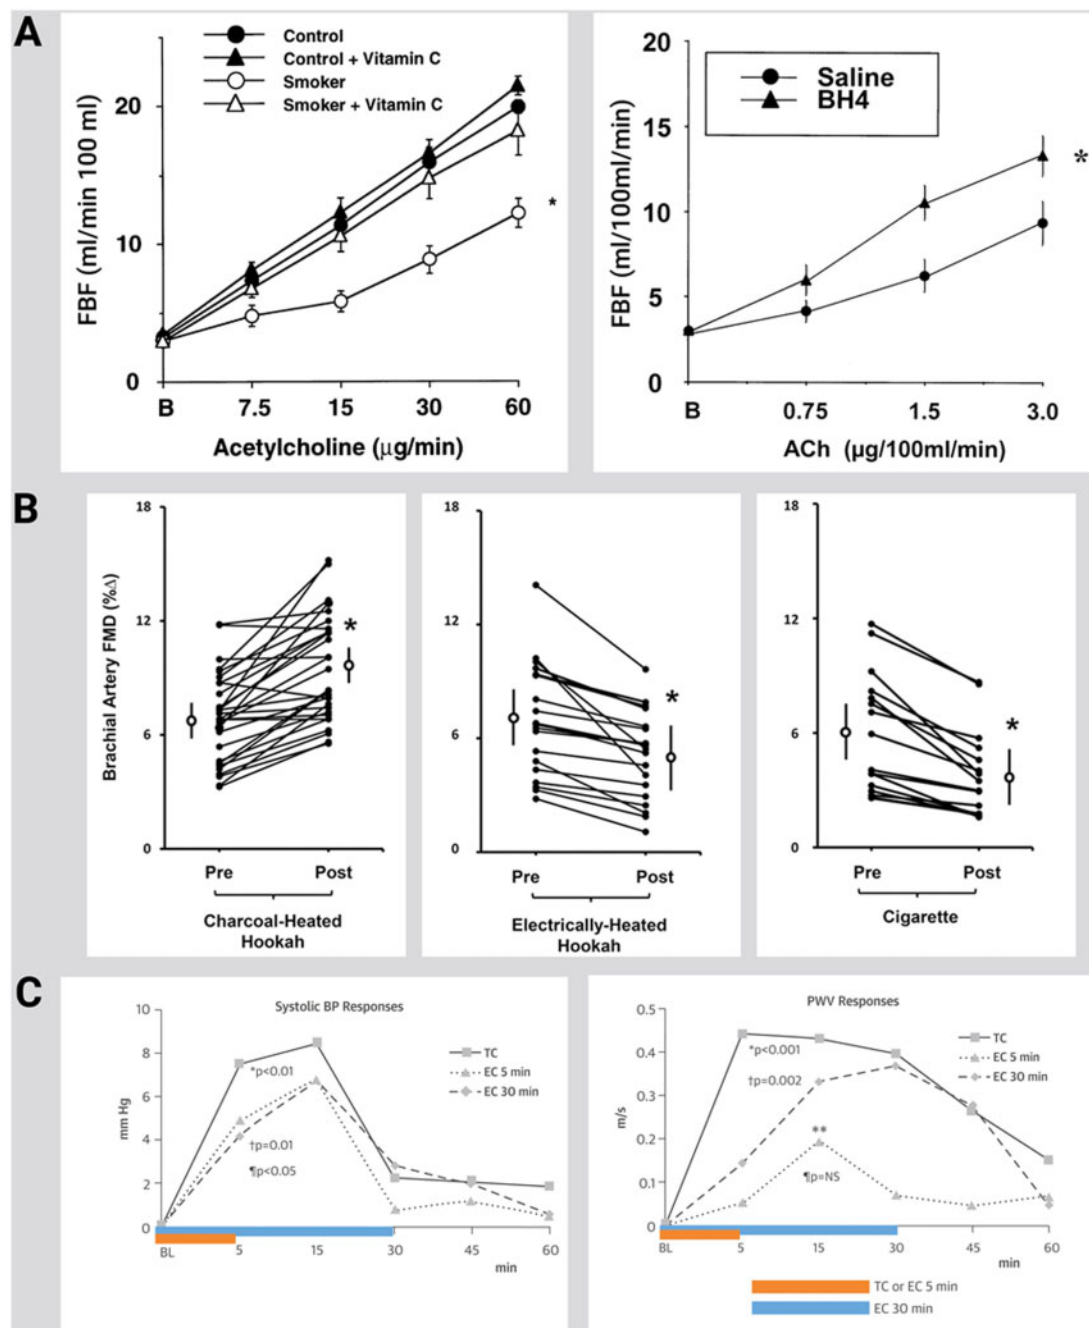 A
Control
Control + Vitamin C
Smoker
Smoker + Vitamin C
FBF (ml/min 100 ml)
20
10
0
*
B 7.5 15 30 60
Acetylcholine (μg/min)
Saline
BH4
FBF (ml/100ml/min)
20
15
10
5
0
*
B 0.75 1.5 3.0
ACh (μg/100ml/min)
B
Brachial Artery FMD (%Δ)
18
12
6
0
*
Pre Post
Charcoal-Heated
Hookah
18
12
6
0
*
Pre Post
Electrically-Heated
Hookah
18
12
6
0
*
Pre Post
Cigarette
C
Systolic BP Responses
mm Hg
10
8
6
4
2
0
TC
EC 5 min
EC 30 min
*p<0.01
†p=0.01
¶p<0.05
BL 5 15 30 45 60
min
PWV Responses
m/s
0.5
0.4
0.3
0.2
0.1
0
TC
EC 5 min
EC 30 min
*p<0.001
†p=0.002
**
¶p=NS
BL 5 15 30 45 60
min
TC or EC 5 min
EC 30 min